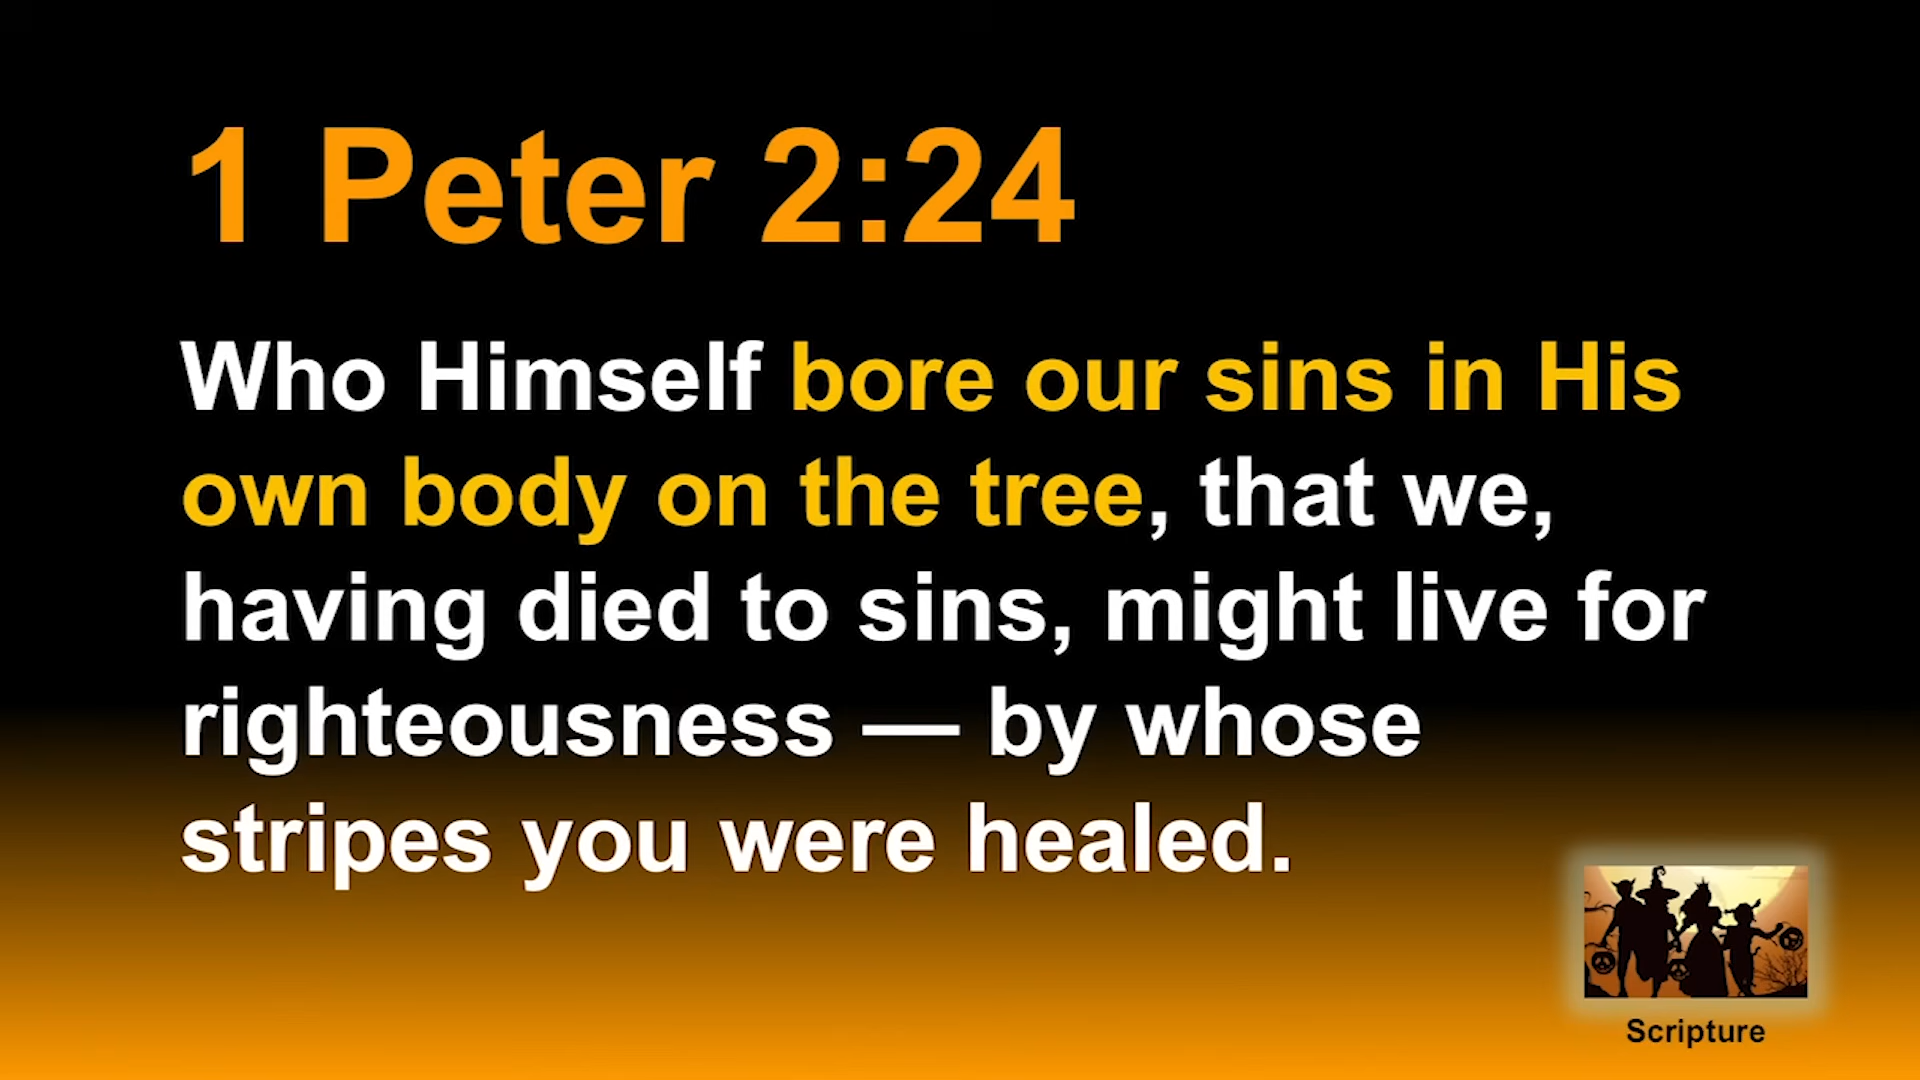 1 Peter 2:24
Who Himself bore our sins in His
own body on the tree, that we,
having died to sins, might live for
righteousness — by whose
stripes you were healed.
Scripture